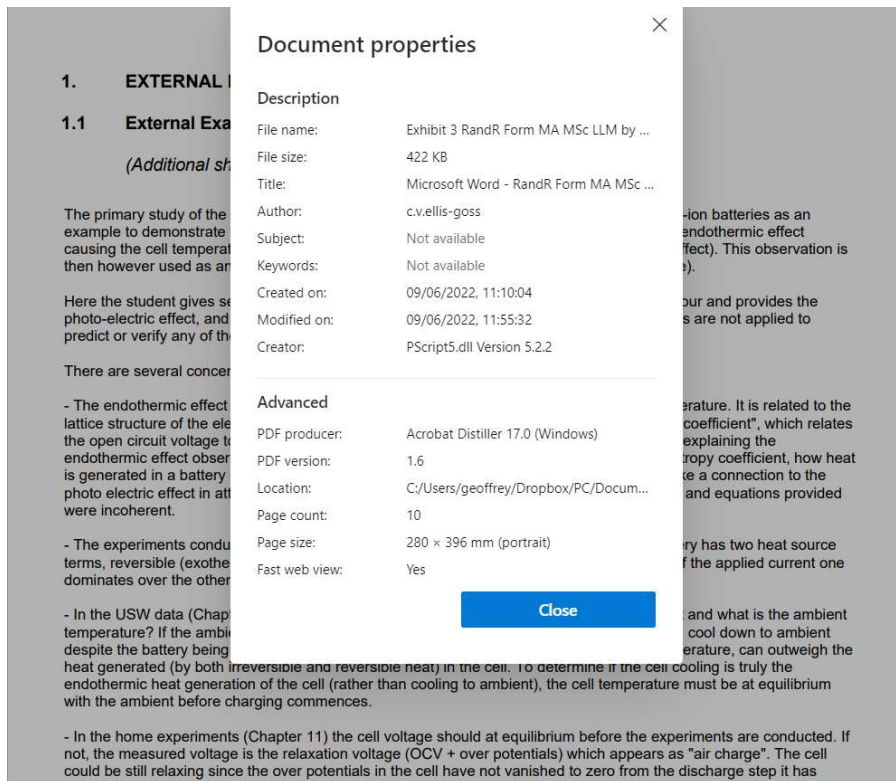 Document properties
Description
File name: Exhibit 3 RandR Form MA MSc LLM by ...
File size: 422 KB
Title: Microsoft Word - RandR Form MA MSc ...
Author: c.v.ellis-goss
Subject: Not available
Keywords: Not available
Created on: 09/06/2022, 11:10:04
Modified on: 09/06/2022, 11:55:32
Creator: PScript5.dll Version 5.2.2
Advanced
PDF producer: Acrobat Distiller 17.0 (Windows)
PDF version: 1.6
Location: C:/Users/geoffrey/Dropbox/PC/Docum...
Page count: 10
Page size: 280 × 396 mm (portrait)
Fast web view: Yes
Close
1. EXTERNAL
1.1 External Exa
(Additional sh
The primary study of the -ion batteries as an
example to demonstrate endothermic effect
causing the cell temperat ffect). This observation is
then however used as an ).
Here the student gives se our and provides the
photo-electric effect, and s are not applied to
predict or verify any of th
There are several concer
- The endothermic effect erature. It is related to the
lattice structure of the ele coefficient", which relates
the open circuit voltage to explaining the
endothermic effect obser tropy coefficient, how heat
is generated in a battery ke a connection to the
photo electric effect in att and equations provided
were incoherent.
- The experiments condu ry has two heat source
terms, reversible (exothe f the applied current one
dominates over the other
- In the USW data (Chapt and what is the ambient
temperature? If the ambie cool down to ambient
despite the battery being erature, can outweigh the
heat generated (by both irreversible and reversible heat) in the cell. To determine if the cell cooling is truly the
endothermic heat generation of the cell (rather than cooling to ambient), the cell temperature must be at equilibrium
with the ambient before charging commences.
- In the home experiments (Chapter 11) the cell voltage should at equilibrium before the experiments are conducted. If
not, the measured voltage is the relaxation voltage (OCV + over potentials) which appears as "air charge". The cell
could be still relaxing since the over potentials in the cell have not vanished to zero from the discharge step it has